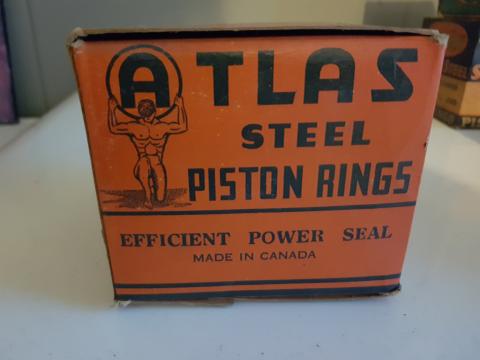 ATLAS
STEEL
PISTON RINGS
EFFICIENT POWER SEAL
MADE IN CANADA